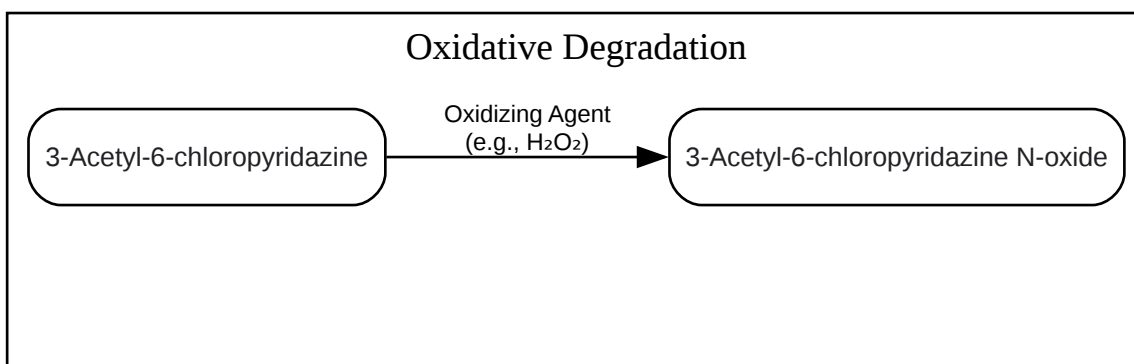 Oxidative Degradation
Oxidizing Agent
(e.g., H₂O₂)
3-Acetyl-6-chloropyridazine
3-Acetyl-6-chloropyridazine N-oxide